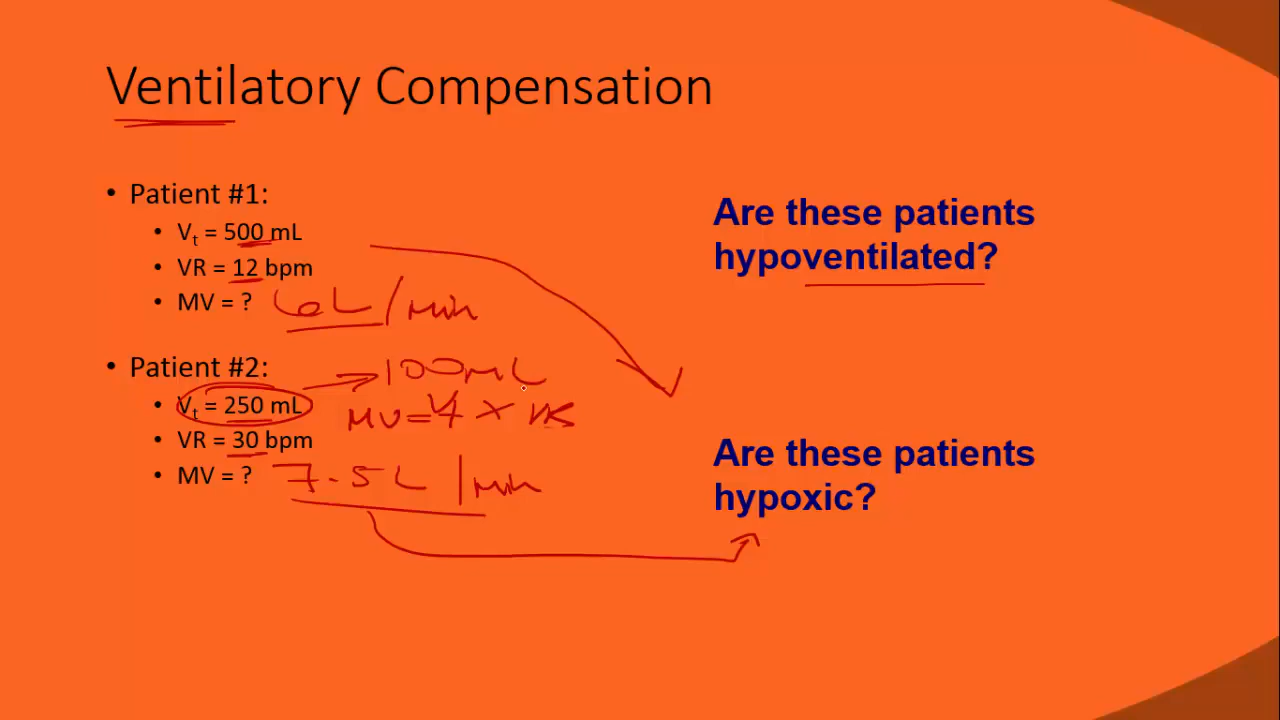 Ventilatory Compensation
• Patient #1:
• Vt = 500 mL
• VR = 12 bpm
• MV = ? 6L/min
• Patient #2:
→ 100mL
• Vt = 250 mL
MV = Vt x VR
• VR = 30 bpm
• MV = ? 7.5L/min
Are these patients
hypoventilated?
Are these patients
hypoxic?